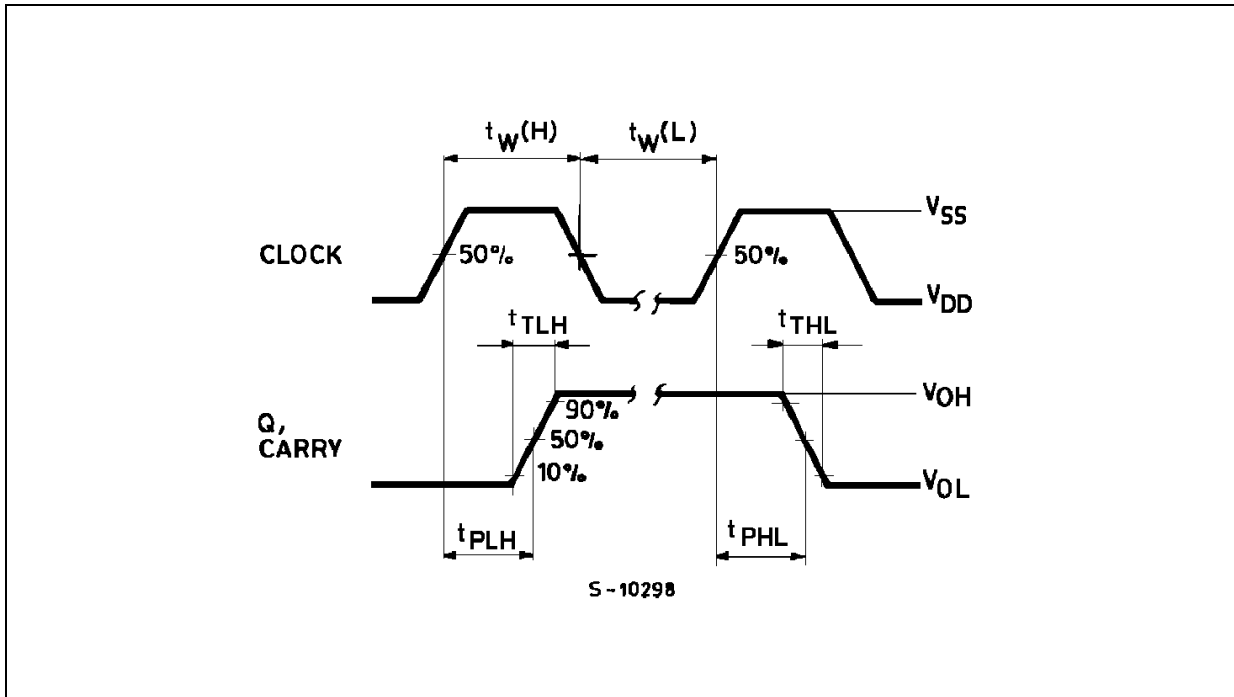 tW(H)
tW(L)
VSS
CLOCK
50%
50%
VDD
tTLH
tTHL
VOH
90%
Q,
CARRY
50%
10%
VOL
tPLH
tPHL
S-10298